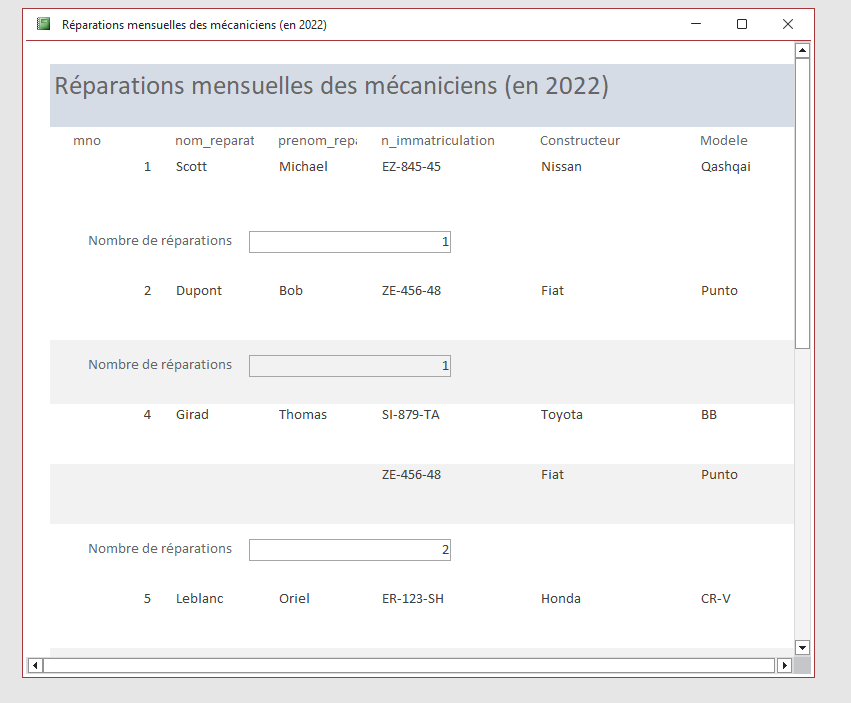 Réparations mensuelles des mécaniciens (en 2022)
Réparations mensuelles des mécaniciens (en 2022)
mno nom_reparat prenom_repa n_immatriculation Constructeur Modele
1 Scott Michael EZ-845-45 Nissan Qashqai
Nombre de réparations 1
2 Dupont Bob ZE-456-48 Fiat Punto
Nombre de réparations 1
4 Girad Thomas SI-879-TA Toyota BB
ZE-456-48 Fiat Punto
Nombre de réparations 2
5 Leblanc Oriel ER-123-SH Honda CR-V